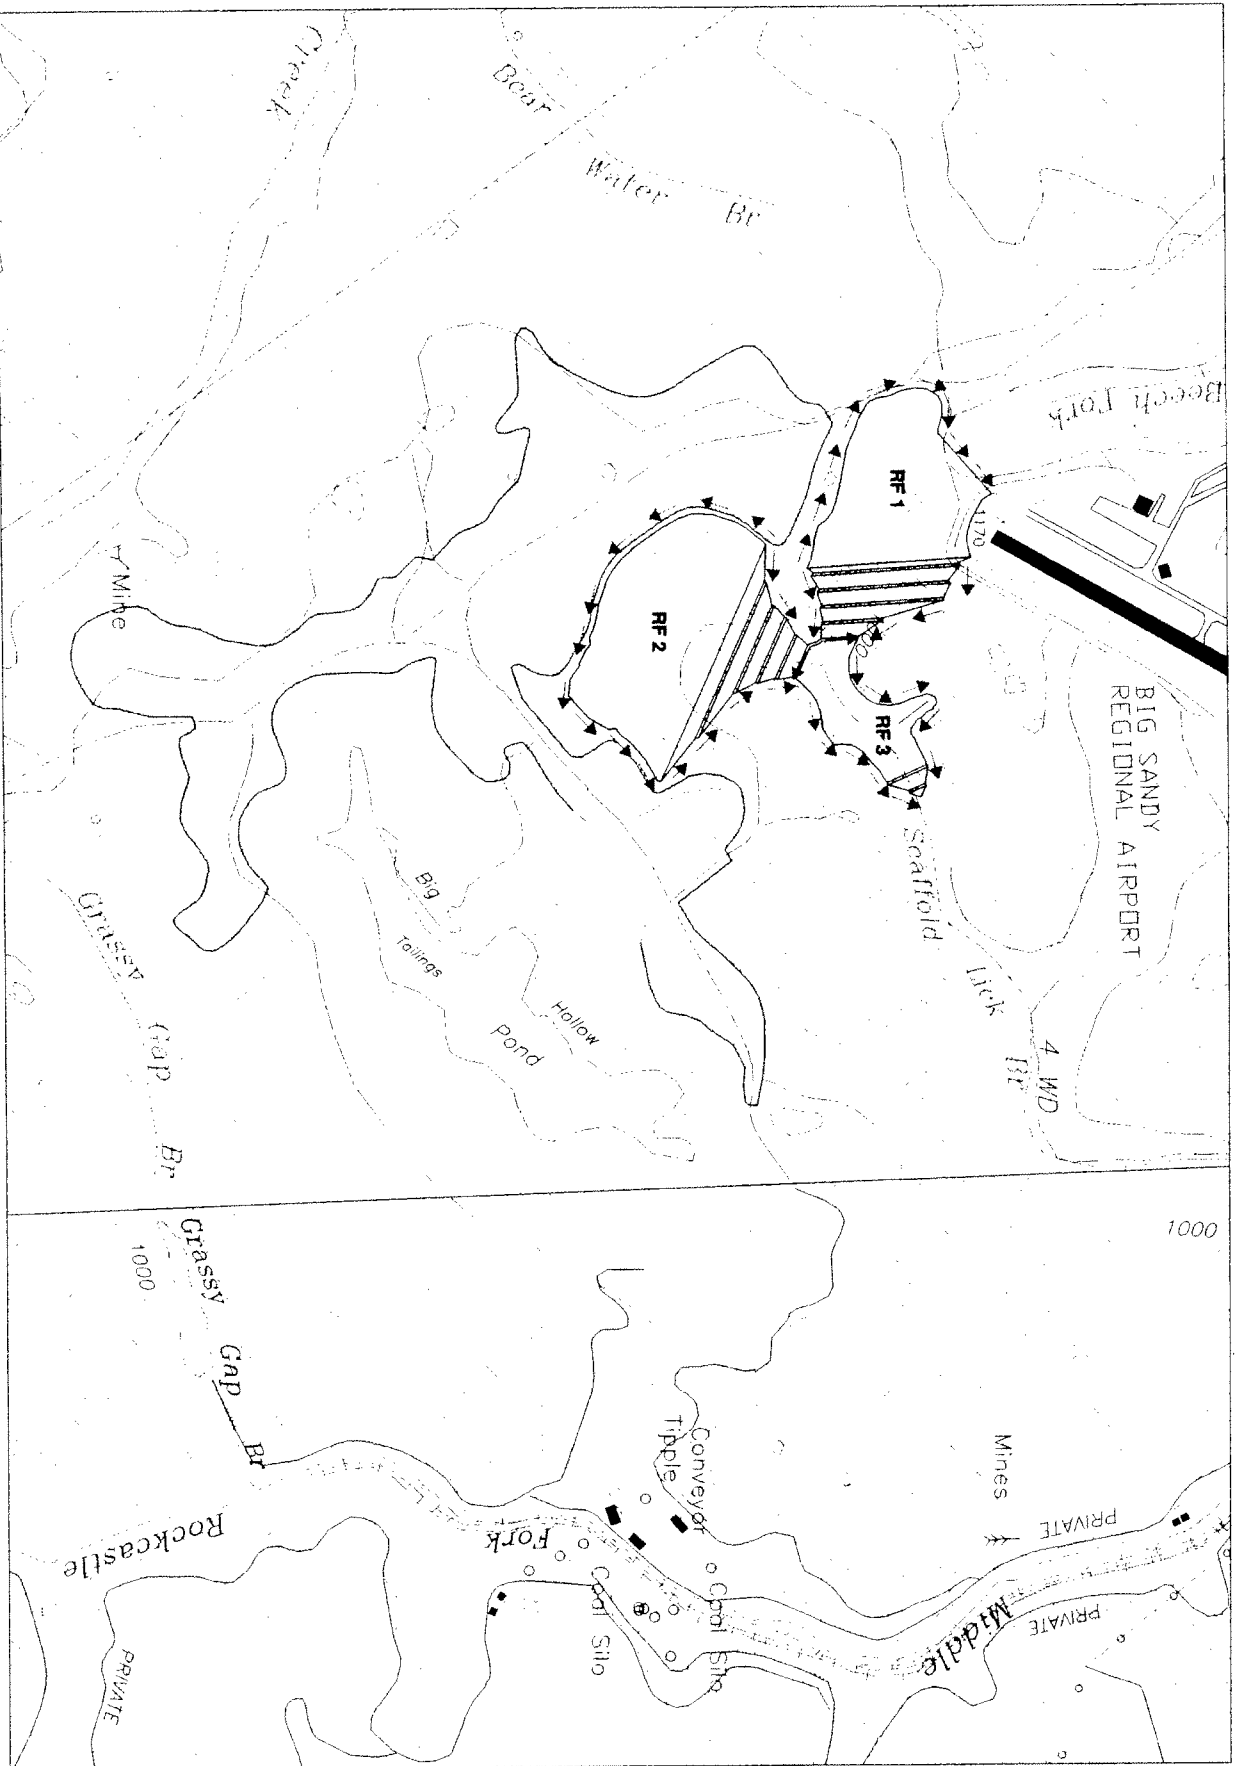 Creek
Bear
Water Br
Beech Fork
RF 1
1170
BIG SANDY
REGIONAL AIRPORT
RF 2
RF 3
Mine
Scaffold
Lick
Br
4 WD
Big
Tailings
Hollow
Pond
Grassy
Gap
Br
1000
Grassy
1000
Gap
Br
Conveyor
Tipple
Mines
PRIVATE
Rockcastle
Fork
Coal Silo
Coal Silo
Middle
PRIVATE
PRIVATE